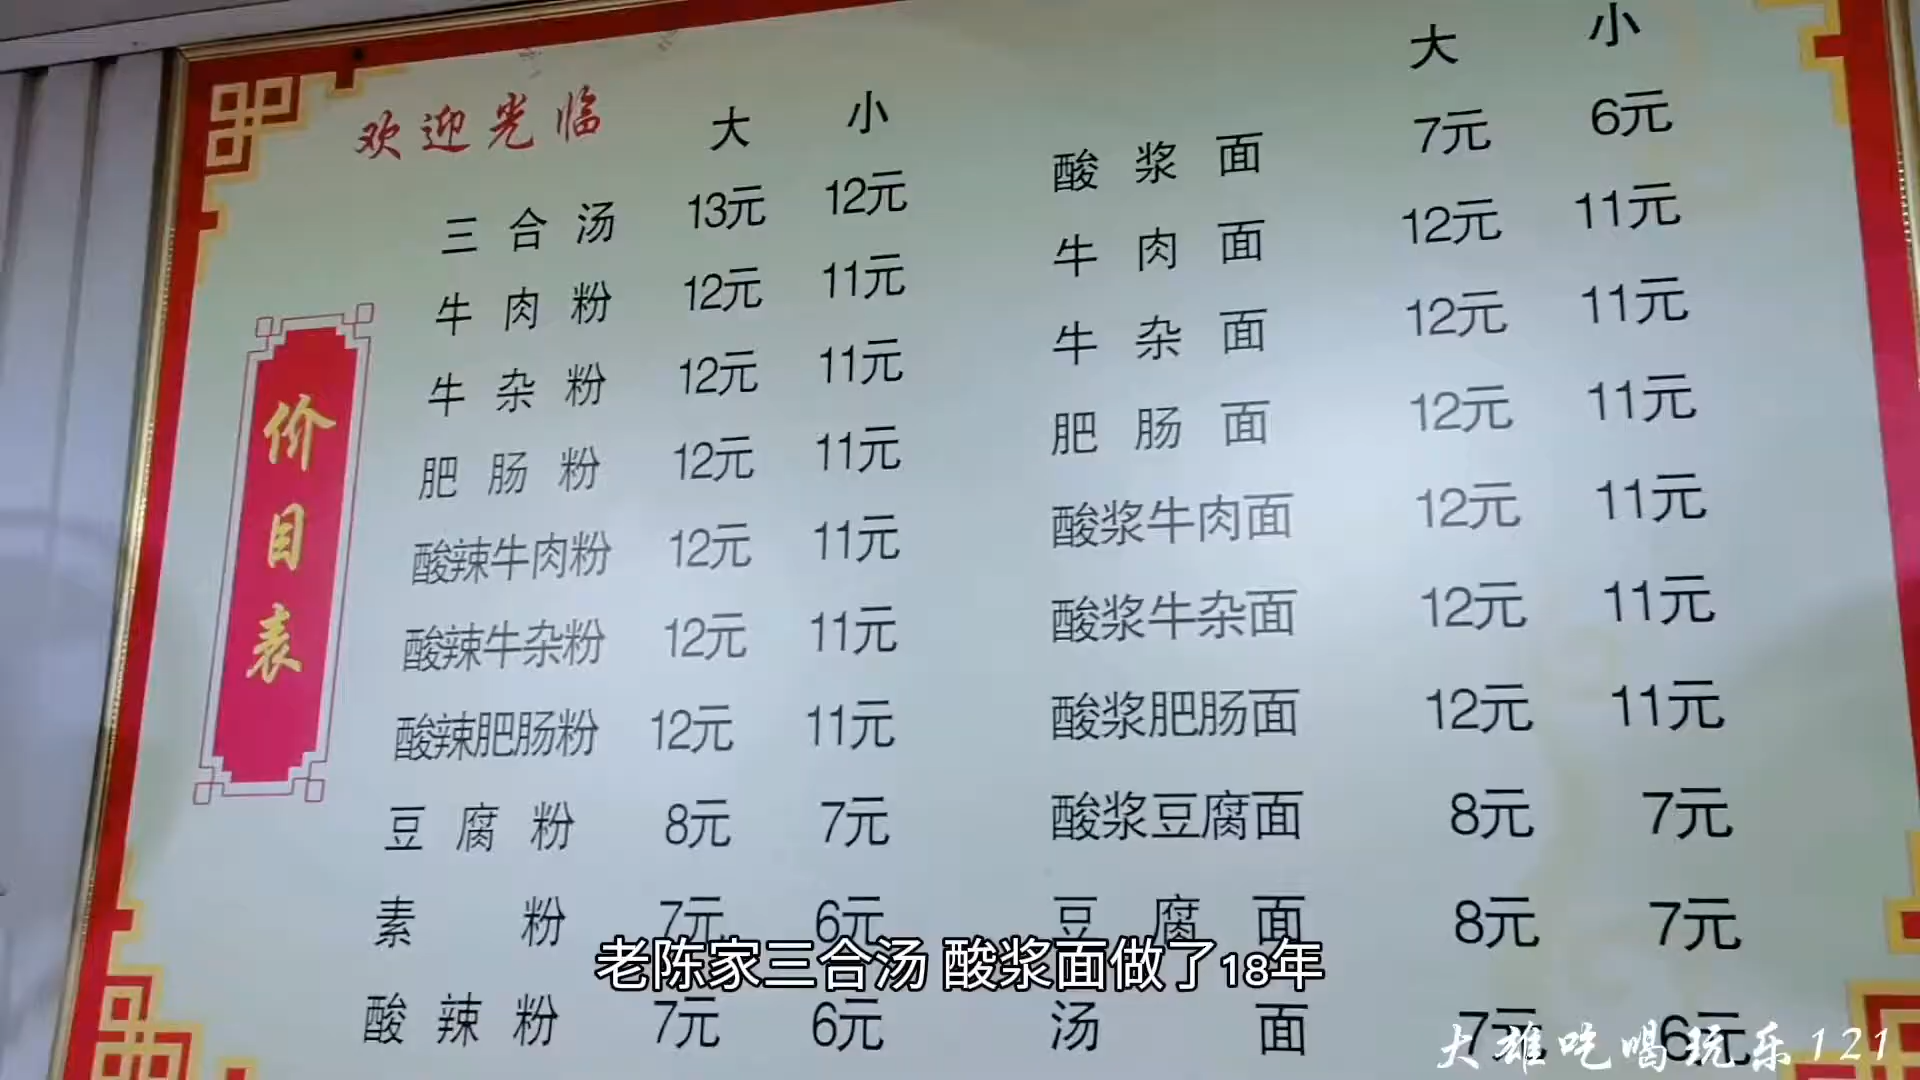 欢迎光临 大 小
三合汤 13元 12元
牛肉粉 12元 11元
牛杂粉 12元 11元
肥肠粉 12元 11元
酸辣牛肉粉 12元 11元
酸辣牛杂粉 12元 11元
酸辣肥肠粉 12元 11元
豆腐粉 8元 7元
素粉 7元 6元
酸辣粉 7元 6元
价目表
大 小
酸浆面 7元 6元
牛肉面 12元 11元
牛杂面 12元 11元
肥肠面 12元 11元
酸浆牛肉面 12元 11元
酸浆牛杂面 12元 11元
酸浆肥肠面 12元 11元
酸浆豆腐面 8元 7元
豆腐面 8元 7元
汤面 7元 6元
老陈家三合汤 酸浆面做了18年
大雄吃喝玩乐121